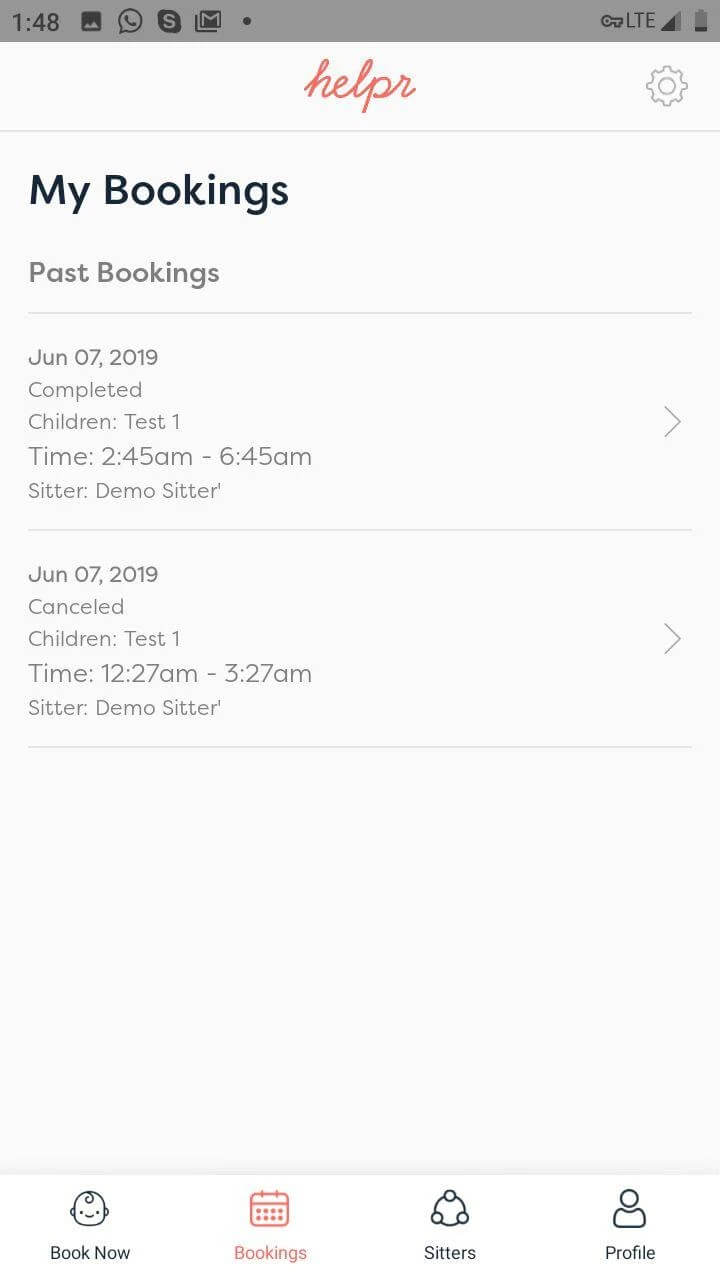 1:48
LTE
helpr
My Bookings
Past Bookings
Jun 07, 2019
Completed
Children: Test 1
Time: 2:45am - 6:45am
Sitter: Demo Sitter'
Jun 07, 2019
Canceled
Children: Test 1
Time: 12:27am - 3:27am
Sitter: Demo Sitter'
Book Now
Bookings
Sitters
Profile